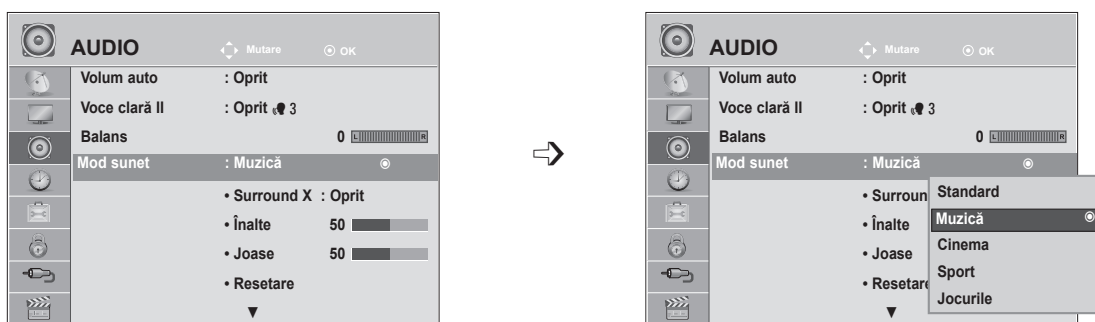 AUDIO Mutare OK
Volum auto : Oprit
Voce clară II : Oprit 3
Balans 0 L R
Mod sunet : Muzică
• Surround X : Oprit
• Înalte 50
• Joase 50
• Resetare
▼
AUDIO Mutare OK
Volum auto : Oprit
Voce clară II : Oprit 3
Balans 0 L R
Mod sunet : Muzică
• Surroun
• Înalte
• Joase
• Resetare
▼
Standard
Muzică
Cinema
Sport
Jocurile